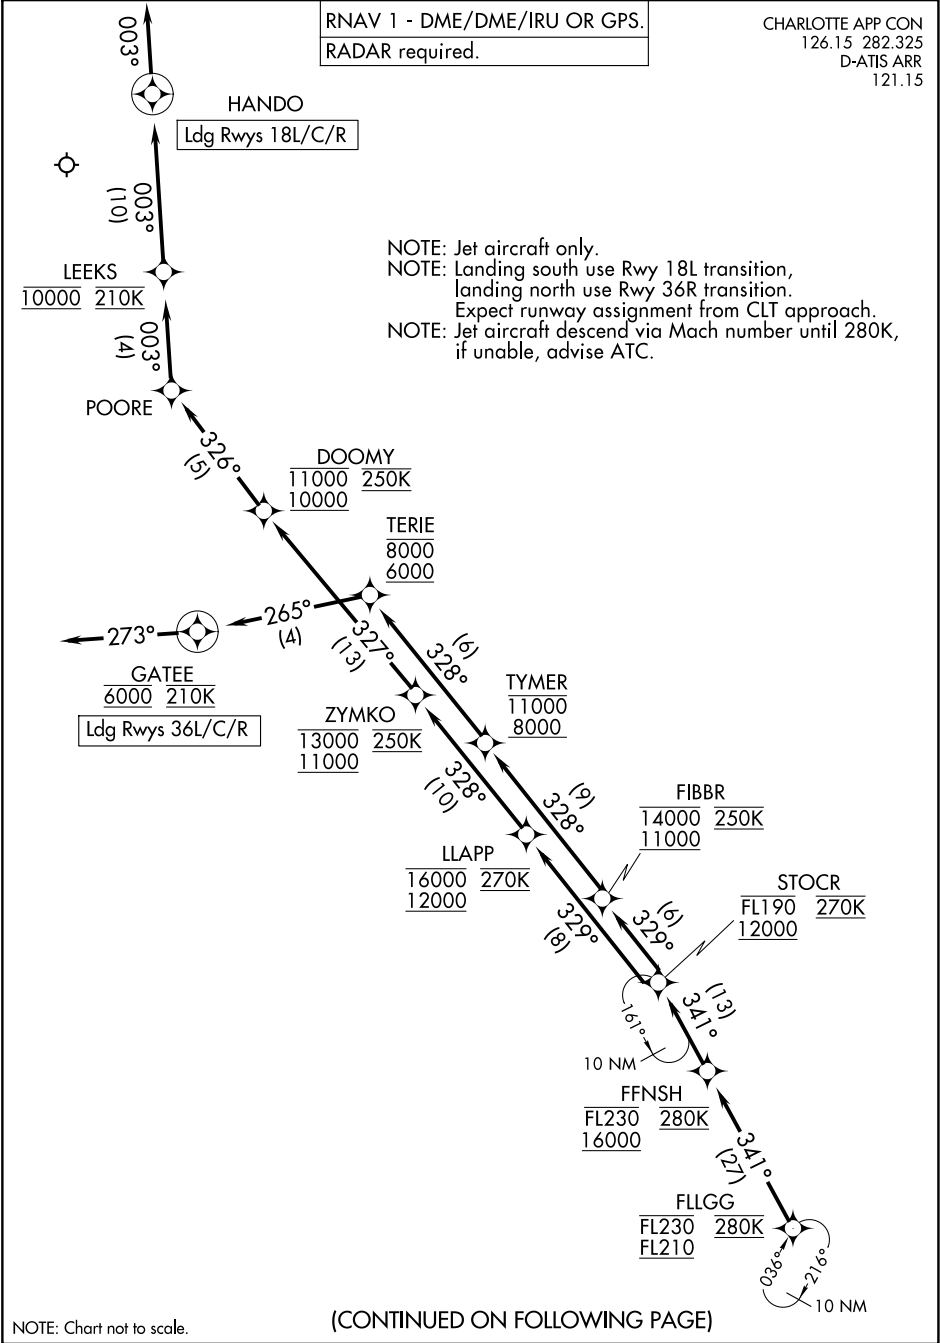 RNAV 1 - DME/DME/IRU OR GPS.
RADAR required.
CHARLOTTE APP CON
126.15 282.325
D-ATIS ARR
121.15
003°
HANDO
Ldg Rwys 18L/C/R
003°
(10)
LEEKS
10000 210K
003°
(4)
POORE
NOTE: Jet aircraft only.
NOTE: Landing south use Rwy 18L transition,
landing north use Rwy 36R transition.
Expect runway assignment from CLT approach.
NOTE: Jet aircraft descend via Mach number until 280K,
if unable, advise ATC.
326°
(5)
DOOMY
11000 250K
10000
TERIE
8000
6000
265°
(4)
273°
GATEE
6000 210K
Ldg Rwys 36L/C/R
327°
(13)
(6)
328°
TYMER
11000
8000
ZYMKO
13000 250K
11000
328°
(10)
(9)
328°
FIBBR
14000 250K
11000
LLAPP
16000 270K
12000
329°
(8)
(6)
329°
STOCR
FL190 270K
12000
161°
10 NM
(13)
341°
FFNSH
FL230 280K
16000
341°
(27)
FLLGG
FL230 280K
FL210
036°
216°
10 NM
NOTE: Chart not to scale.
(CONTINUED ON FOLLOWING PAGE)